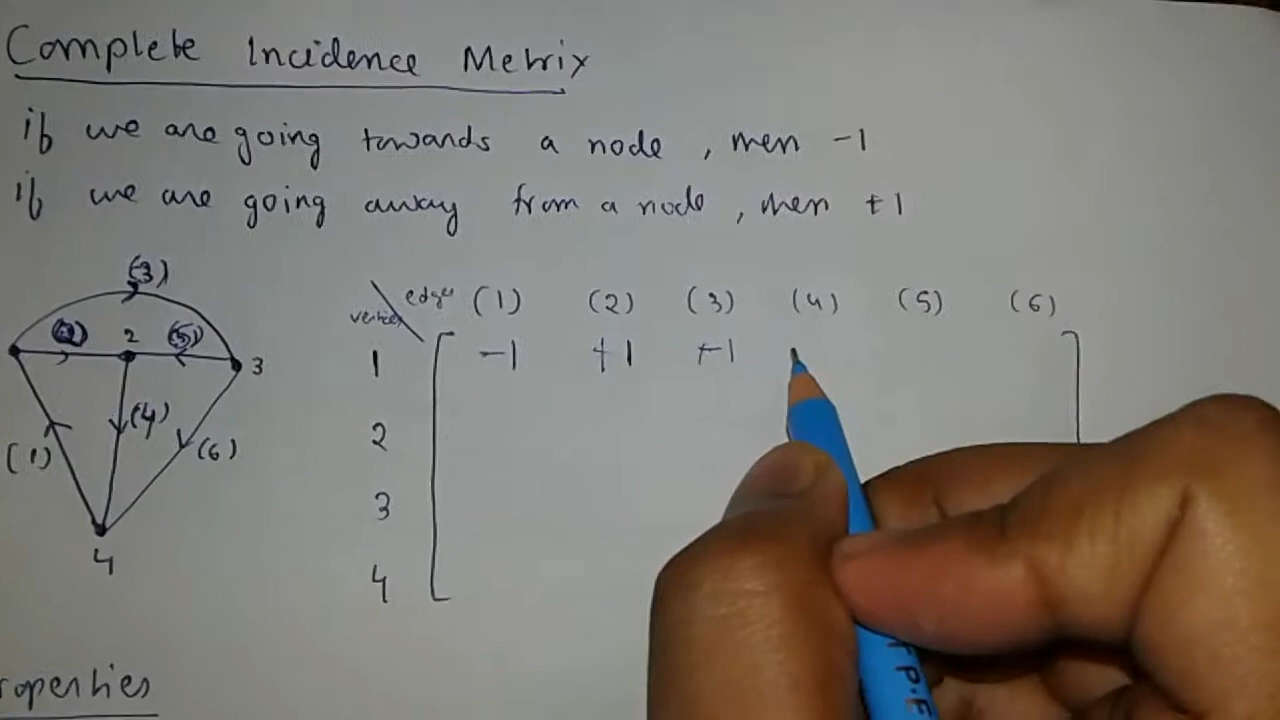 Complete Incidence Metrix
if we are going towards a node , then -1
if we are going away from a node , then +1
(3)
(2) 2 (5)
3
(4)
(1)
(6)
4
edges (1) (2) (3) (4) (5) (6)
vertex
1 -1 +1 +1
2
3
4
roperties